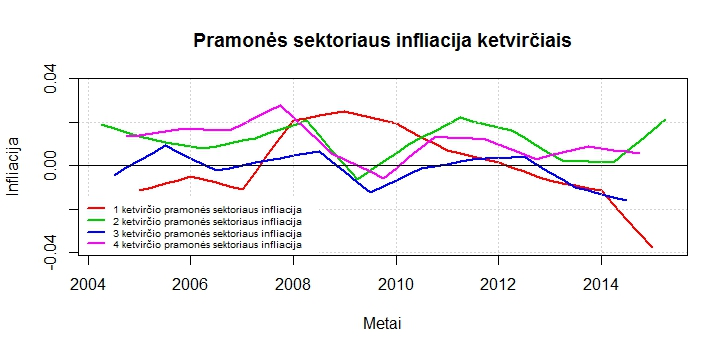 Pramonės sektoriaus infliacija ketvirčiais
Infliacija
0.04
0.00
-0.04
1 ketvirčio pramonės sektoriaus infliacija
2 ketvirčio pramonės sektoriaus infliacija
3 ketvirčio pramonės sektoriaus infliacija
4 ketvirčio pramonės sektoriaus infliacija
2004 2006 2008 2010 2012 2014
Metai